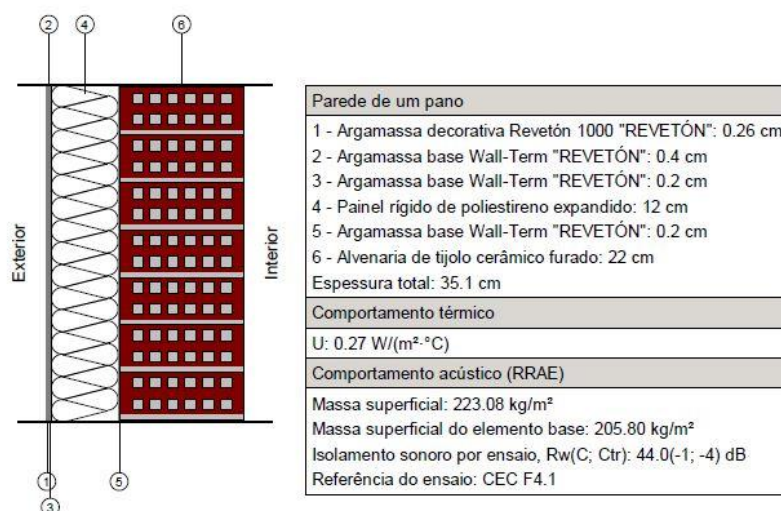 2
4
6
Exterior
Interior
1
3
5
Parede de um pano
1 - Argamassa decorativa Revetón 1000 "REVETÓN": 0.26 cm
2 - Argamassa base Wall-Term "REVETÓN": 0.4 cm
3 - Argamassa base Wall-Term "REVETÓN": 0.2 cm
4 - Painel rígido de poliestireno expandido: 12 cm
5 - Argamassa base Wall-Term "REVETÓN": 0.2 cm
6 - Alvenaria de tijolo cerâmico furado: 22 cm
Espessura total: 35.1 cm
Comportamento térmico
U: 0.27 W/(m²·°C)
Comportamento acústico (RRAE)
Massa superficial: 223.08 kg/m²
Massa superficial do elemento base: 205.80 kg/m²
Isolamento sonoro por ensaio, Rw(C; Ctr): 44.0(-1; -4) dB
Referência do ensaio: CEC F4.1